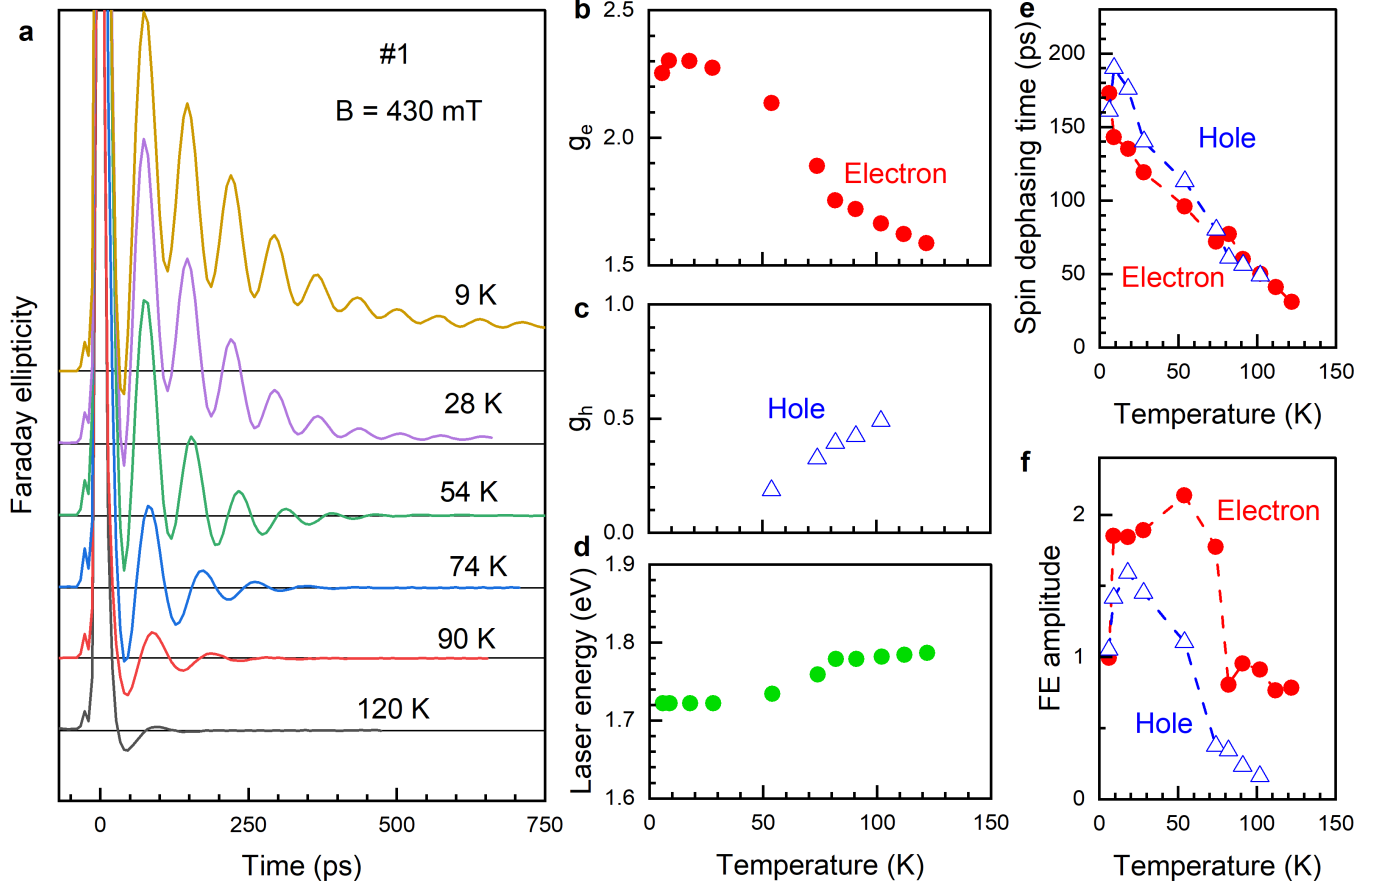 a
#1
B = 430 mT
9 K
28 K
54 K
74 K
90 K
120 K
Faraday ellipticity
0 250 500 750
Time (ps)
b
2.5
2.0
1.5
g_e
Electron
c
1.0
0.5
0.0
g_h
Hole
d
1.9
1.8
1.7
1.6
Laser energy (eV)
0 50 100 150
Temperature (K)
e
200
150
100
50
0
Spin dephasing time (ps)
Hole
Electron
0 50 100 150
Temperature (K)
f
2
1
0
FE amplitude
Electron
Hole
0 50 100 150
Temperature (K)